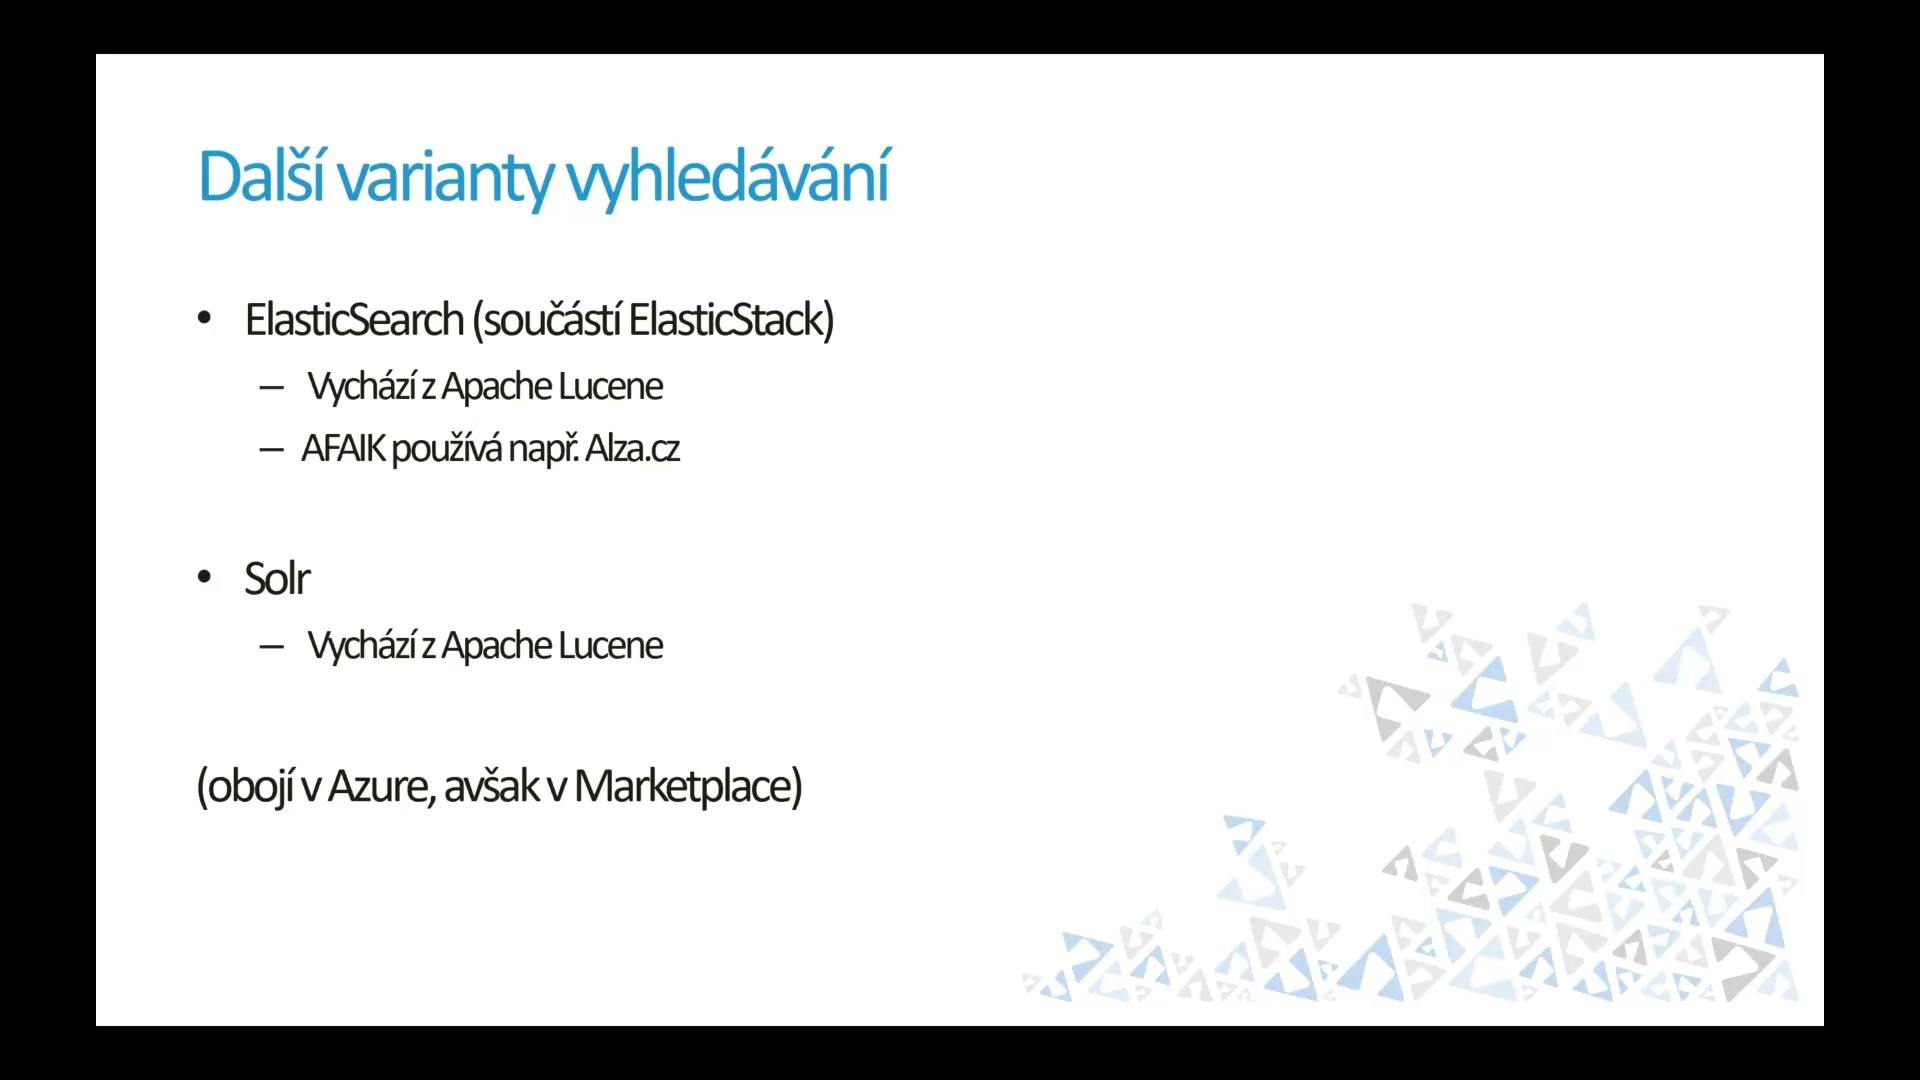 Další varianty vyhledávání
• ElasticSearch (součástí ElasticStack)
– Vychází z Apache Lucene
– AFAIK používá např. Alza.cz
• Solr
– Vychází z Apache Lucene
(obojí v Azure, avšak v Marketplace)